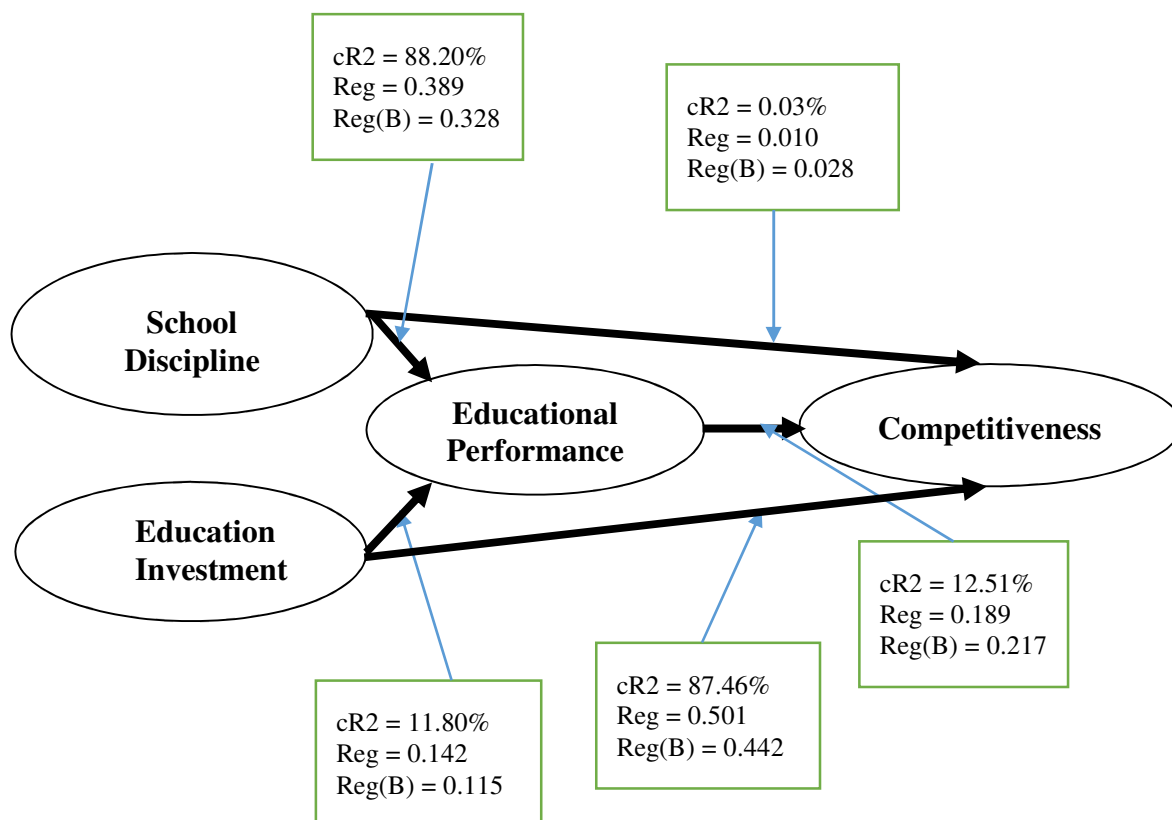 cR2 = 88.20%
Reg = 0.389
Reg(B) = 0.328
cR2 = 0.03%
Reg = 0.010
Reg(B) = 0.028
School
Discipline
Educational
Performance
Competitiveness
Education
Investment
cR2 = 12.51%
Reg = 0.189
Reg(B) = 0.217
cR2 = 87.46%
Reg = 0.501
Reg(B) = 0.442
cR2 = 11.80%
Reg = 0.142
Reg(B) = 0.115